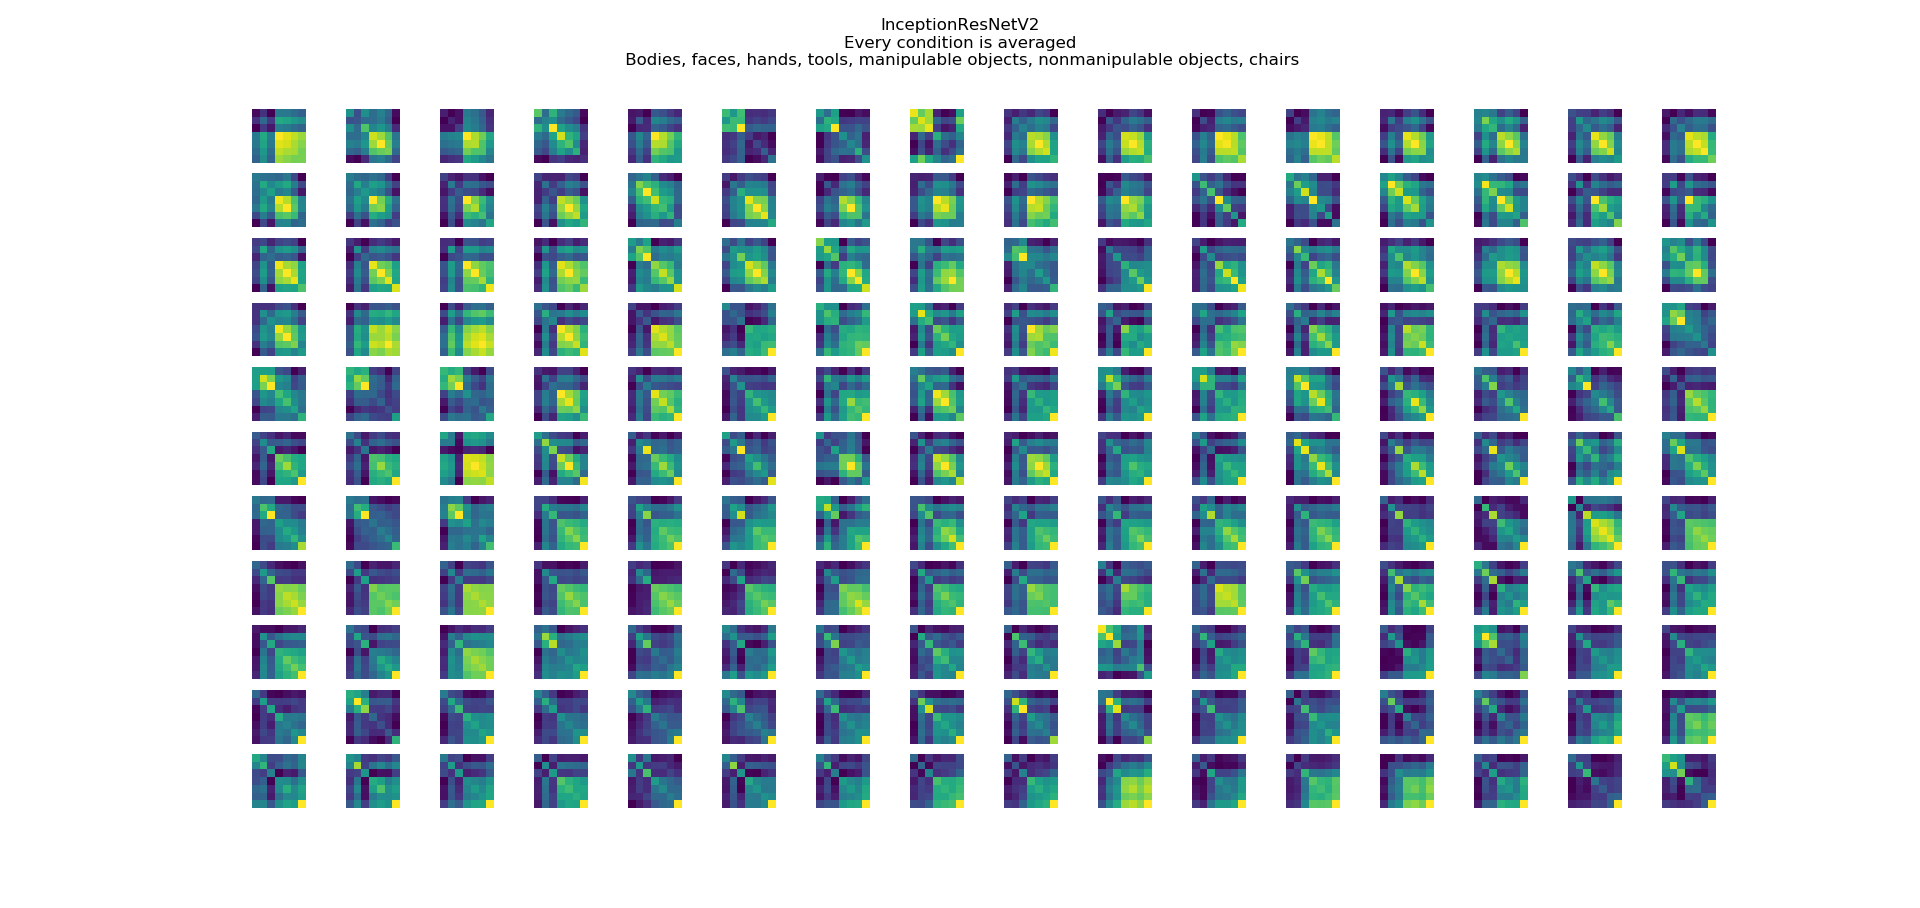 InceptionResNetV2
Every condition is averaged
Bodies, faces, hands, tools, manipulable objects, nonmanipulable objects, chairs